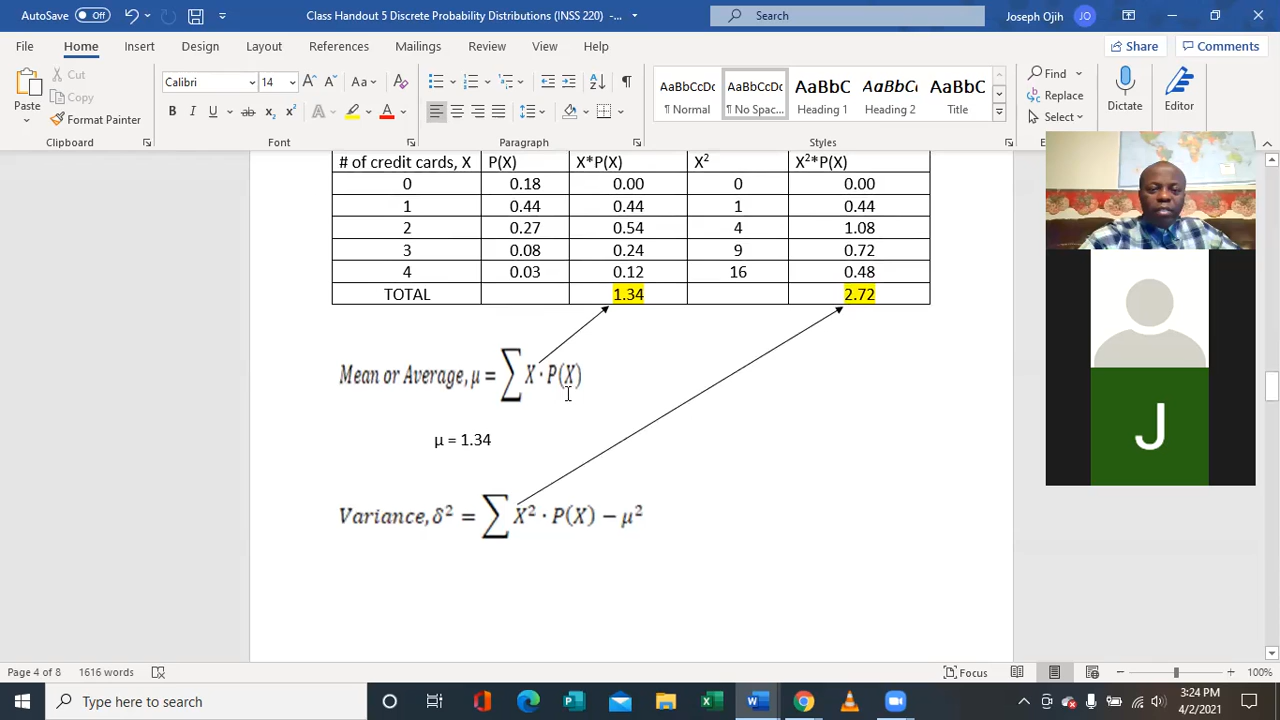 AutoSave Off Class Handout 5 Discrete Probability Distributions (INSS 220) -... Search Joseph Ojih JO
File Home Insert Design Layout References Mailings Review View Help Share Comments
Paste Cut Copy Format Painter Clipboard
Calibri 14 A A Aa A
B I U ab x₂ x² A A Font
Paragraph
AaBbCcDc AaBbCcDc AaBbC AaBbCc AaBbC
¶ Normal ¶ No Spac... Heading 1 Heading 2 Title
Styles
Find Replace Select
Dictate Editor
# of credit cards, X P(X) X*P(X) X² X²*P(X)
0 0.18 0.00 0 0.00
1 0.44 0.44 1 0.44
2 0.27 0.54 4 1.08
3 0.08 0.24 9 0.72
4 0.03 0.12 16 0.48
TOTAL 1.34 2.72
Mean or Average, μ = ∑ X · P(X)
μ = 1.34
Variance, δ² = ∑ X² · P(X) − μ²
J
Page 4 of 8 1616 words Focus 100%
Type here to search
3:24 PM
4/2/2021